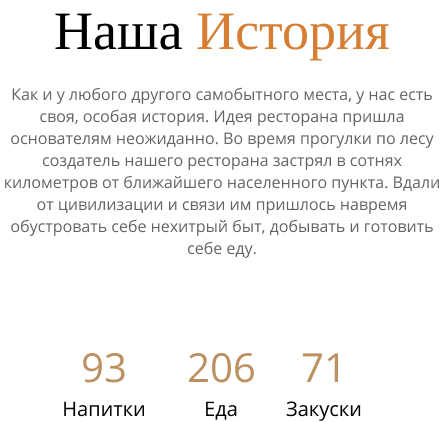 Наша История
Как и у любого другого самобытного места, у нас есть
своя, особая история. Идея ресторана пришла
основателям неожиданно. Во время прогулки по лесу
создатель нашего ресторана застрял в сотнях
километров от ближайшего населенного пункта. Вдали
от цивилизации и связи им пришлось навремя
обустровать себе нехитрый быт, добывать и готовить
себе еду.
93 206 71
Напитки Еда Закуски